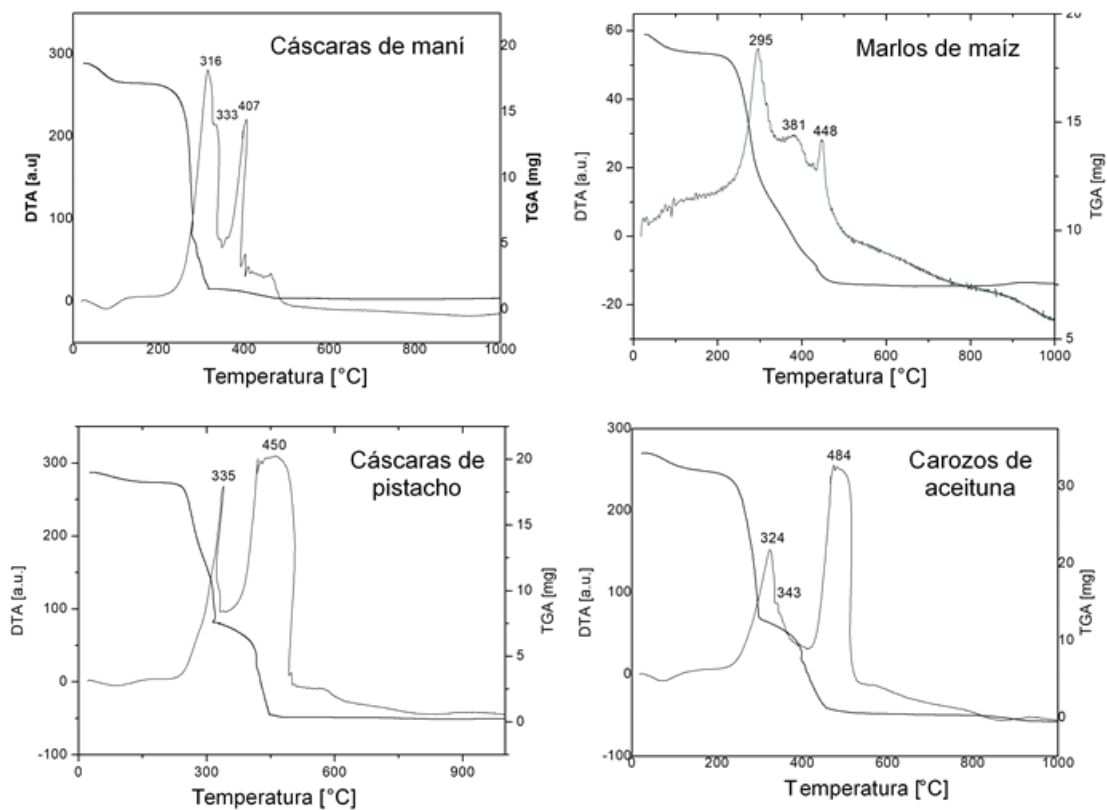 Cáscaras de maní
316
333
407
DTA [a.u]
300
200
100
0
TGA [mg]
20
15
10
5
0
0 200 400 600 800 1000
Temperatura [°C]
Marlos de maíz
295
381
448
DTA [a.u.]
60
40
20
0
-20
TGA [mg]
20
15
10
5
0 200 400 600 800 1000
Temperatura [°C]
Cáscaras de
pistacho
335
450
DTA [a.u.]
300
200
100
0
-100
TGA [mg]
20
15
10
5
0
0 300 600 900
Temperatura [°C]
Carozos de
aceituna
324
343
484
DTA [a.u.]
300
200
100
0
-100
TGA [mg]
30
20
10
0
0 200 400 600 800 1000
Temperatura [°C]